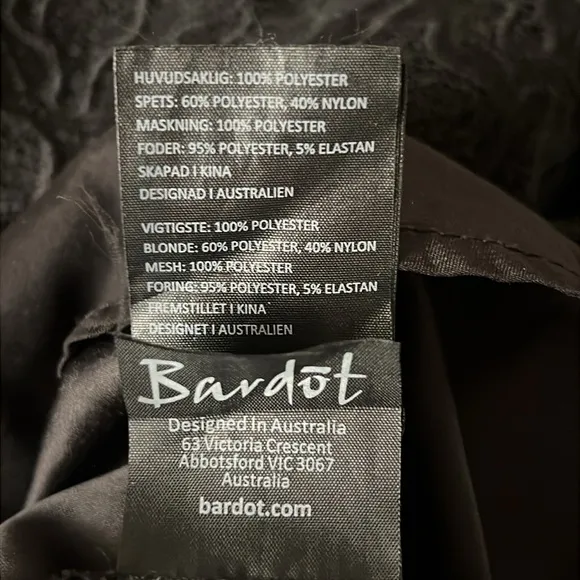 HUVUDSAKLIG: 100% POLYESTER
SPETS: 60% POLYESTER, 40% NYLON
MASKNING: 100% POLYESTER
FODER: 95% POLYESTER, 5% ELASTAN
SKAPAD I KINA
DESIGNAD I AUSTRALIEN
VIGTIGSTE: 100% POLYESTER
BLONDE: 60% POLYESTER, 40% NYLON
MESH: 100% POLYESTER
FORING: 95% POLYESTER, 5% ELASTAN
FREMSTILLET I KINA
DESIGNET I AUSTRALIEN
Bardōt
Designed in Australia
63 Victoria Crescent
Abbotsford VIC 3067
Australia
bardot.com